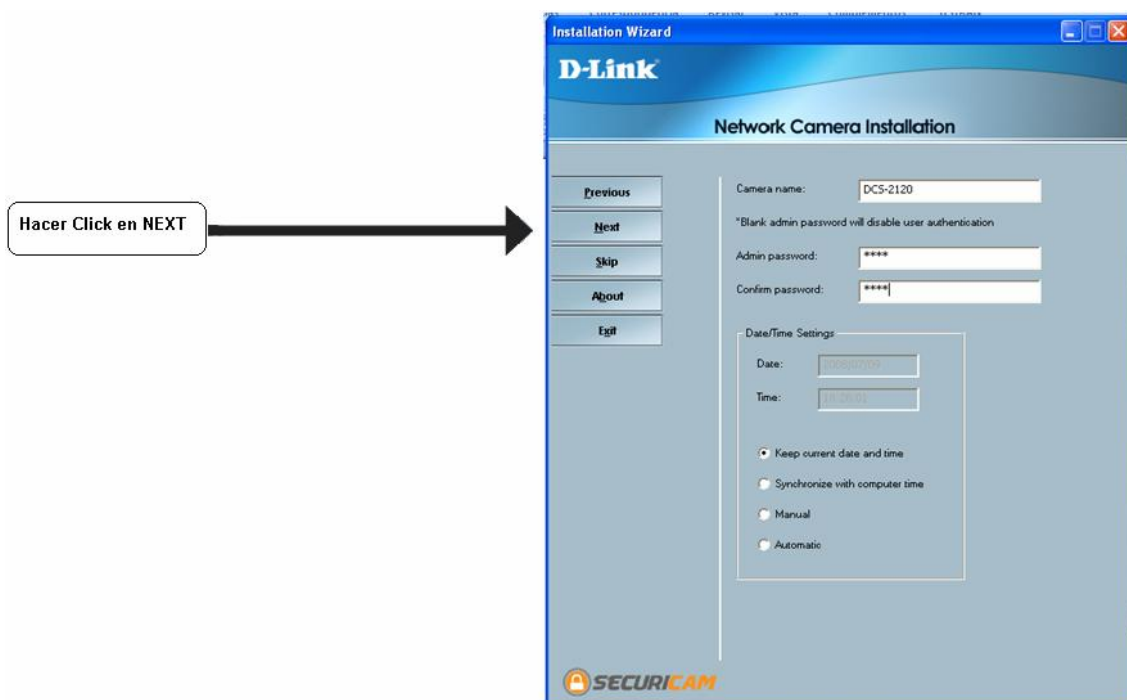 Installation Wizard
D-Link
Network Camera Installation
Hacer Click en NEXT
Previous
Next
Skip
About
Exit
Camera name: DCS-2120
*Blank admin password will disable user authentication
Admin password: ****
Confirm password: ****
Date/Time Settings
Date:
Time:
Keep current date and time
Synchronize with computer time
Manual
Automatic
SECURICAM